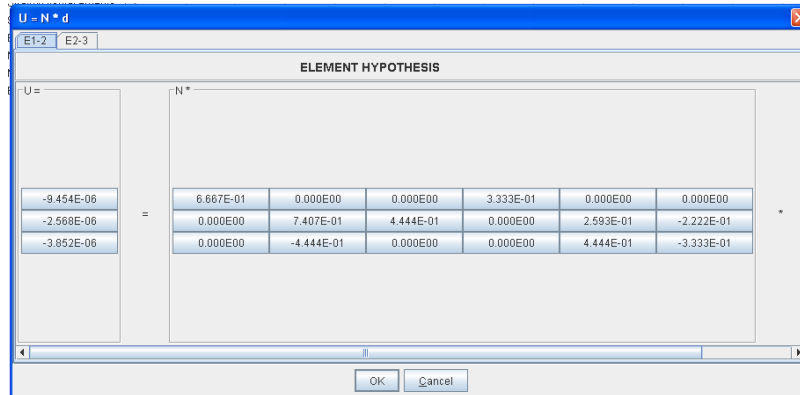 U = N * d
E1-2 E2-3
ELEMENT HYPOTHESIS
U = N *
-9.454E-06 6.667E-01 0.000E00 0.000E00 3.333E-01 0.000E00 0.000E00
-2.568E-06 = 0.000E00 7.407E-01 4.444E-01 0.000E00 2.593E-01 -2.222E-01 *
-3.852E-06 0.000E00 -4.444E-01 0.000E00 0.000E00 4.444E-01 -3.333E-01
OK Cancel